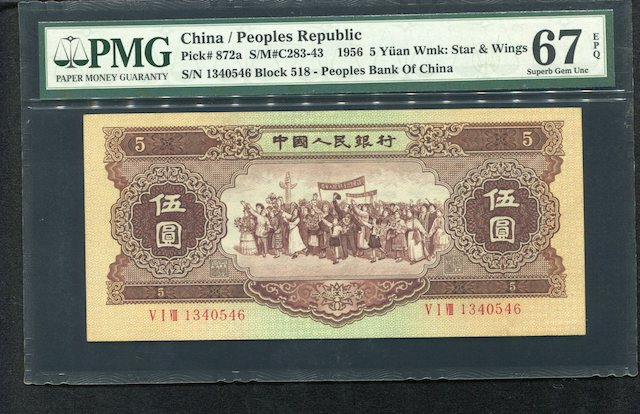 PMG
PAPER MONEY GUARANTY
China / Peoples Republic
Pick# 872a S/M#C283-43 1956 5 Yüan Wmk: Star & Wings
S/N 1340546 Block 518 - Peoples Bank Of China
67 EPQ
Superb Gem Unc
5 中國人民銀行 5
伍圓 伍圓
5 5
V I VIII 1340546 V I VIII 1340546